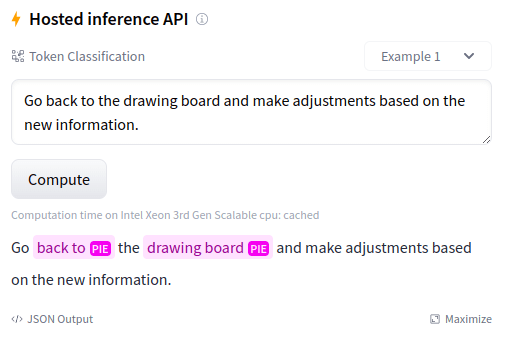 Hosted inference API
Token Classification
Example 1
Go back to the drawing board and make adjustments based on the
new information.
Compute
Computation time on Intel Xeon 3rd Gen Scalable cpu: cached
Go back to PIE the drawing board PIE and make adjustments based
on the new information.
</> JSON Output
Maximize